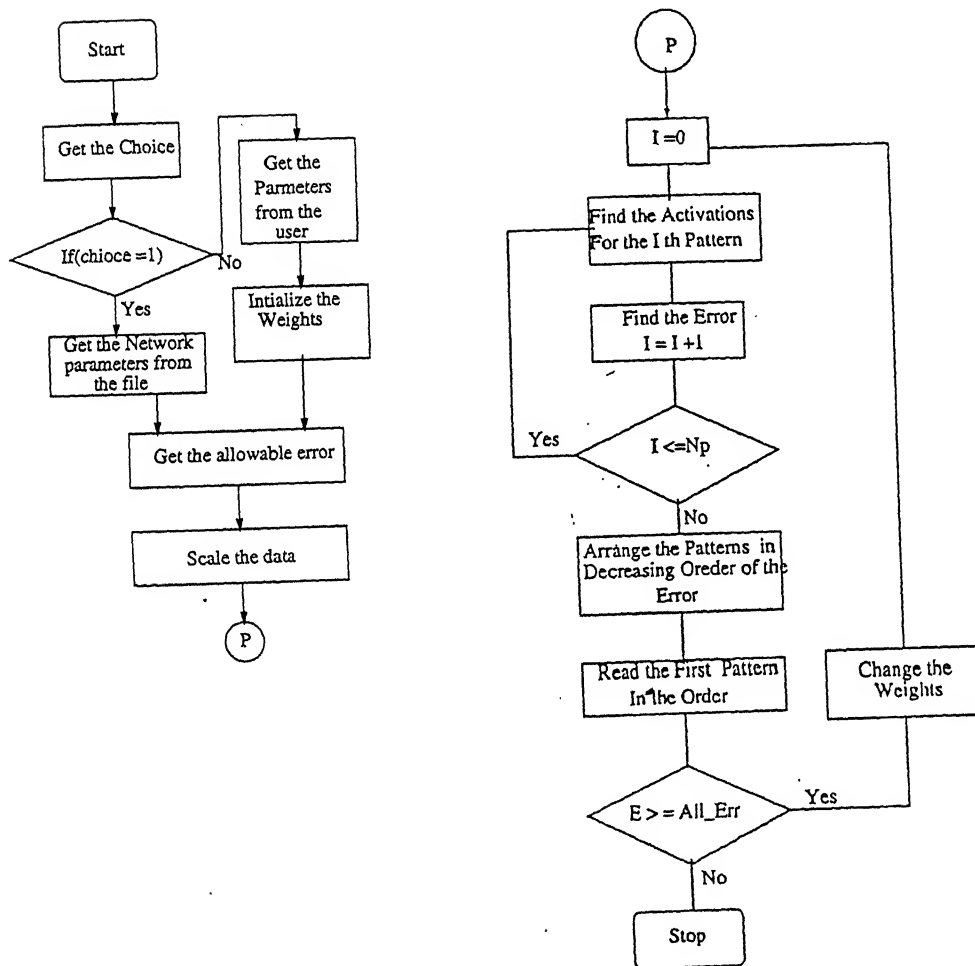 Start
Get the Choice
If(chioce =1)
No
Yes
Get the Network
parameters from
the file
Get the
Parmeters
from the
user
Intialize the
Weights
Get the allowable error
Scale the data
P
P
I =0
Find the Activations
For the I th Pattern
Find the Error
I = I +1
I <=Np
Yes
No
Arrange the Patterns in
Decreasing Oreder of the
Error
Read the First Pattern
In the Order
Change the
Weights
E > = All_Err
Yes
No
Stop